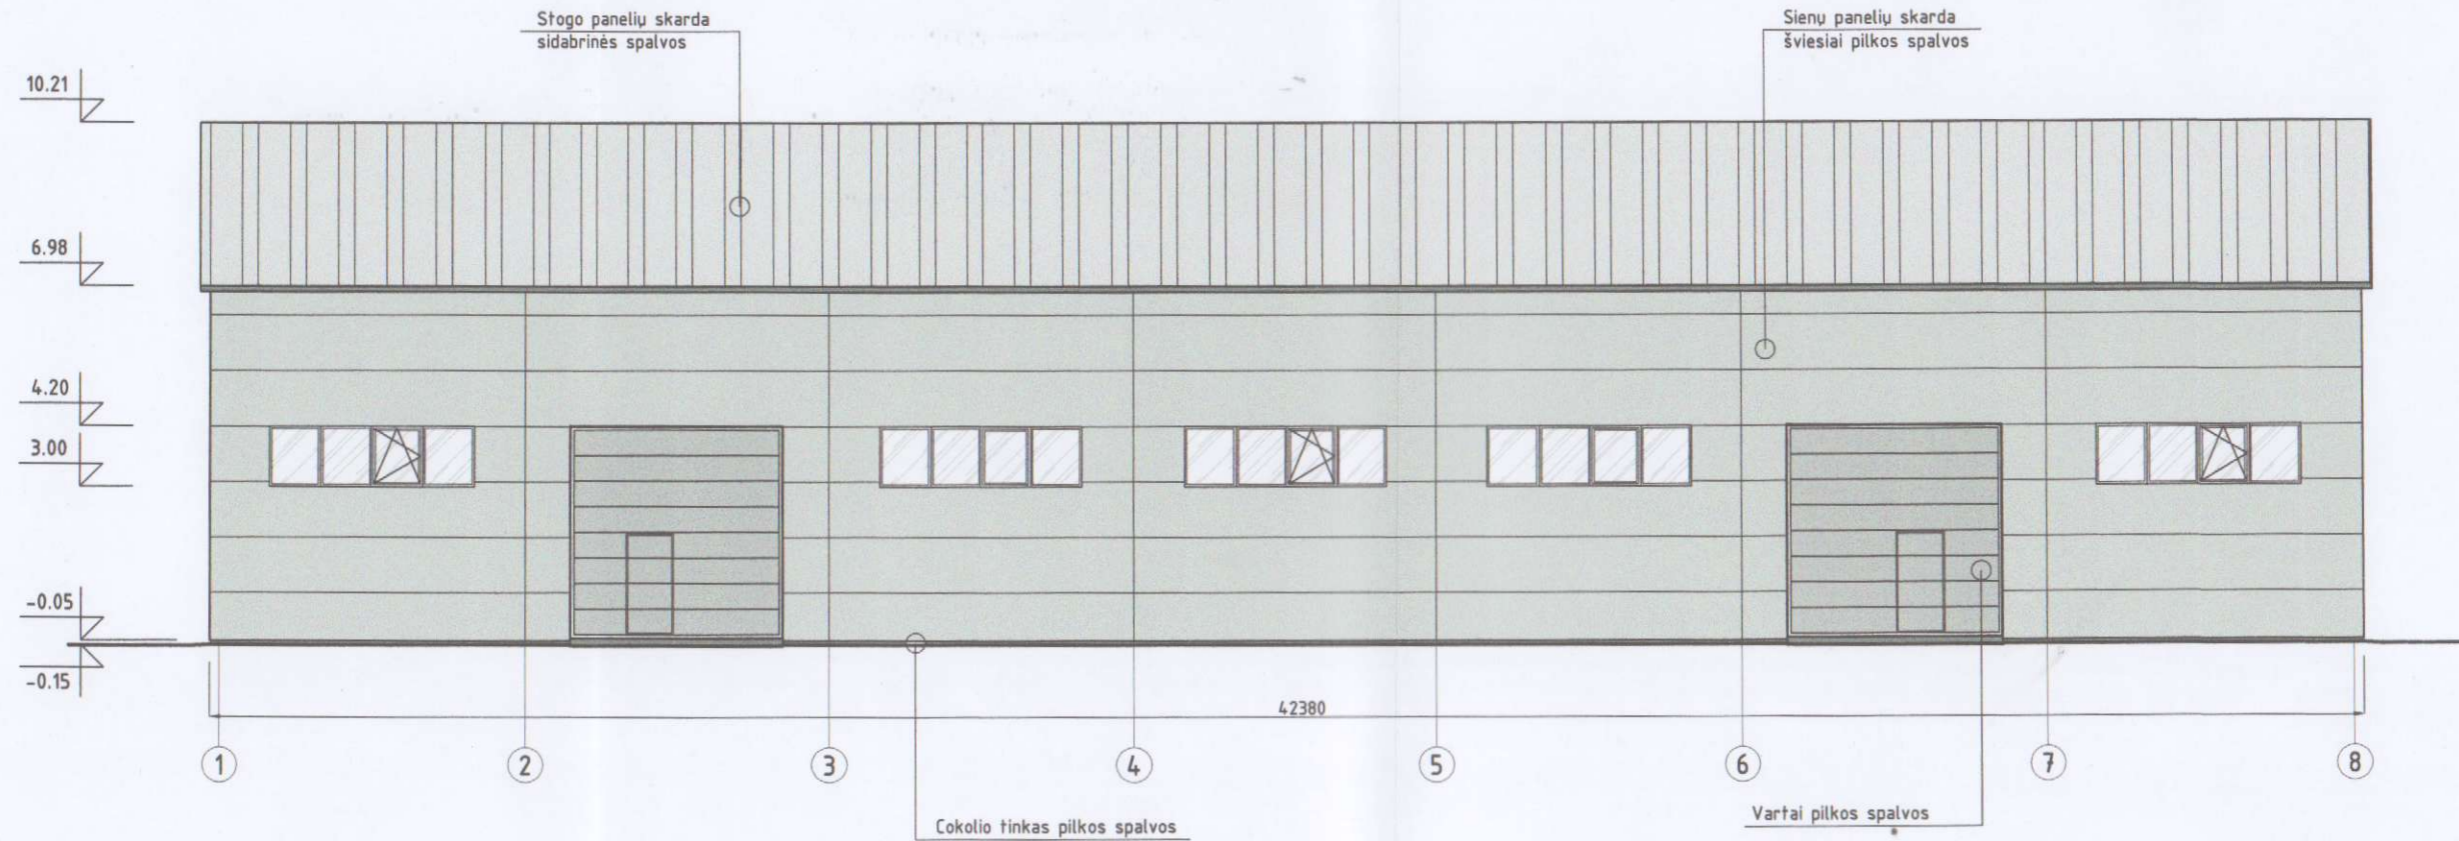 Stogo panelių skarda
sidabrinės spalvos
Sienų panelių skarda
šviesiai pilkos spalvos
10.21
6.98
4.20
3.00
-0.05
-0.15
42380
1 2 3 4 5 6 7 8
Cokolio tinkas pilkos spalvos
Vartai pilkos spalvos